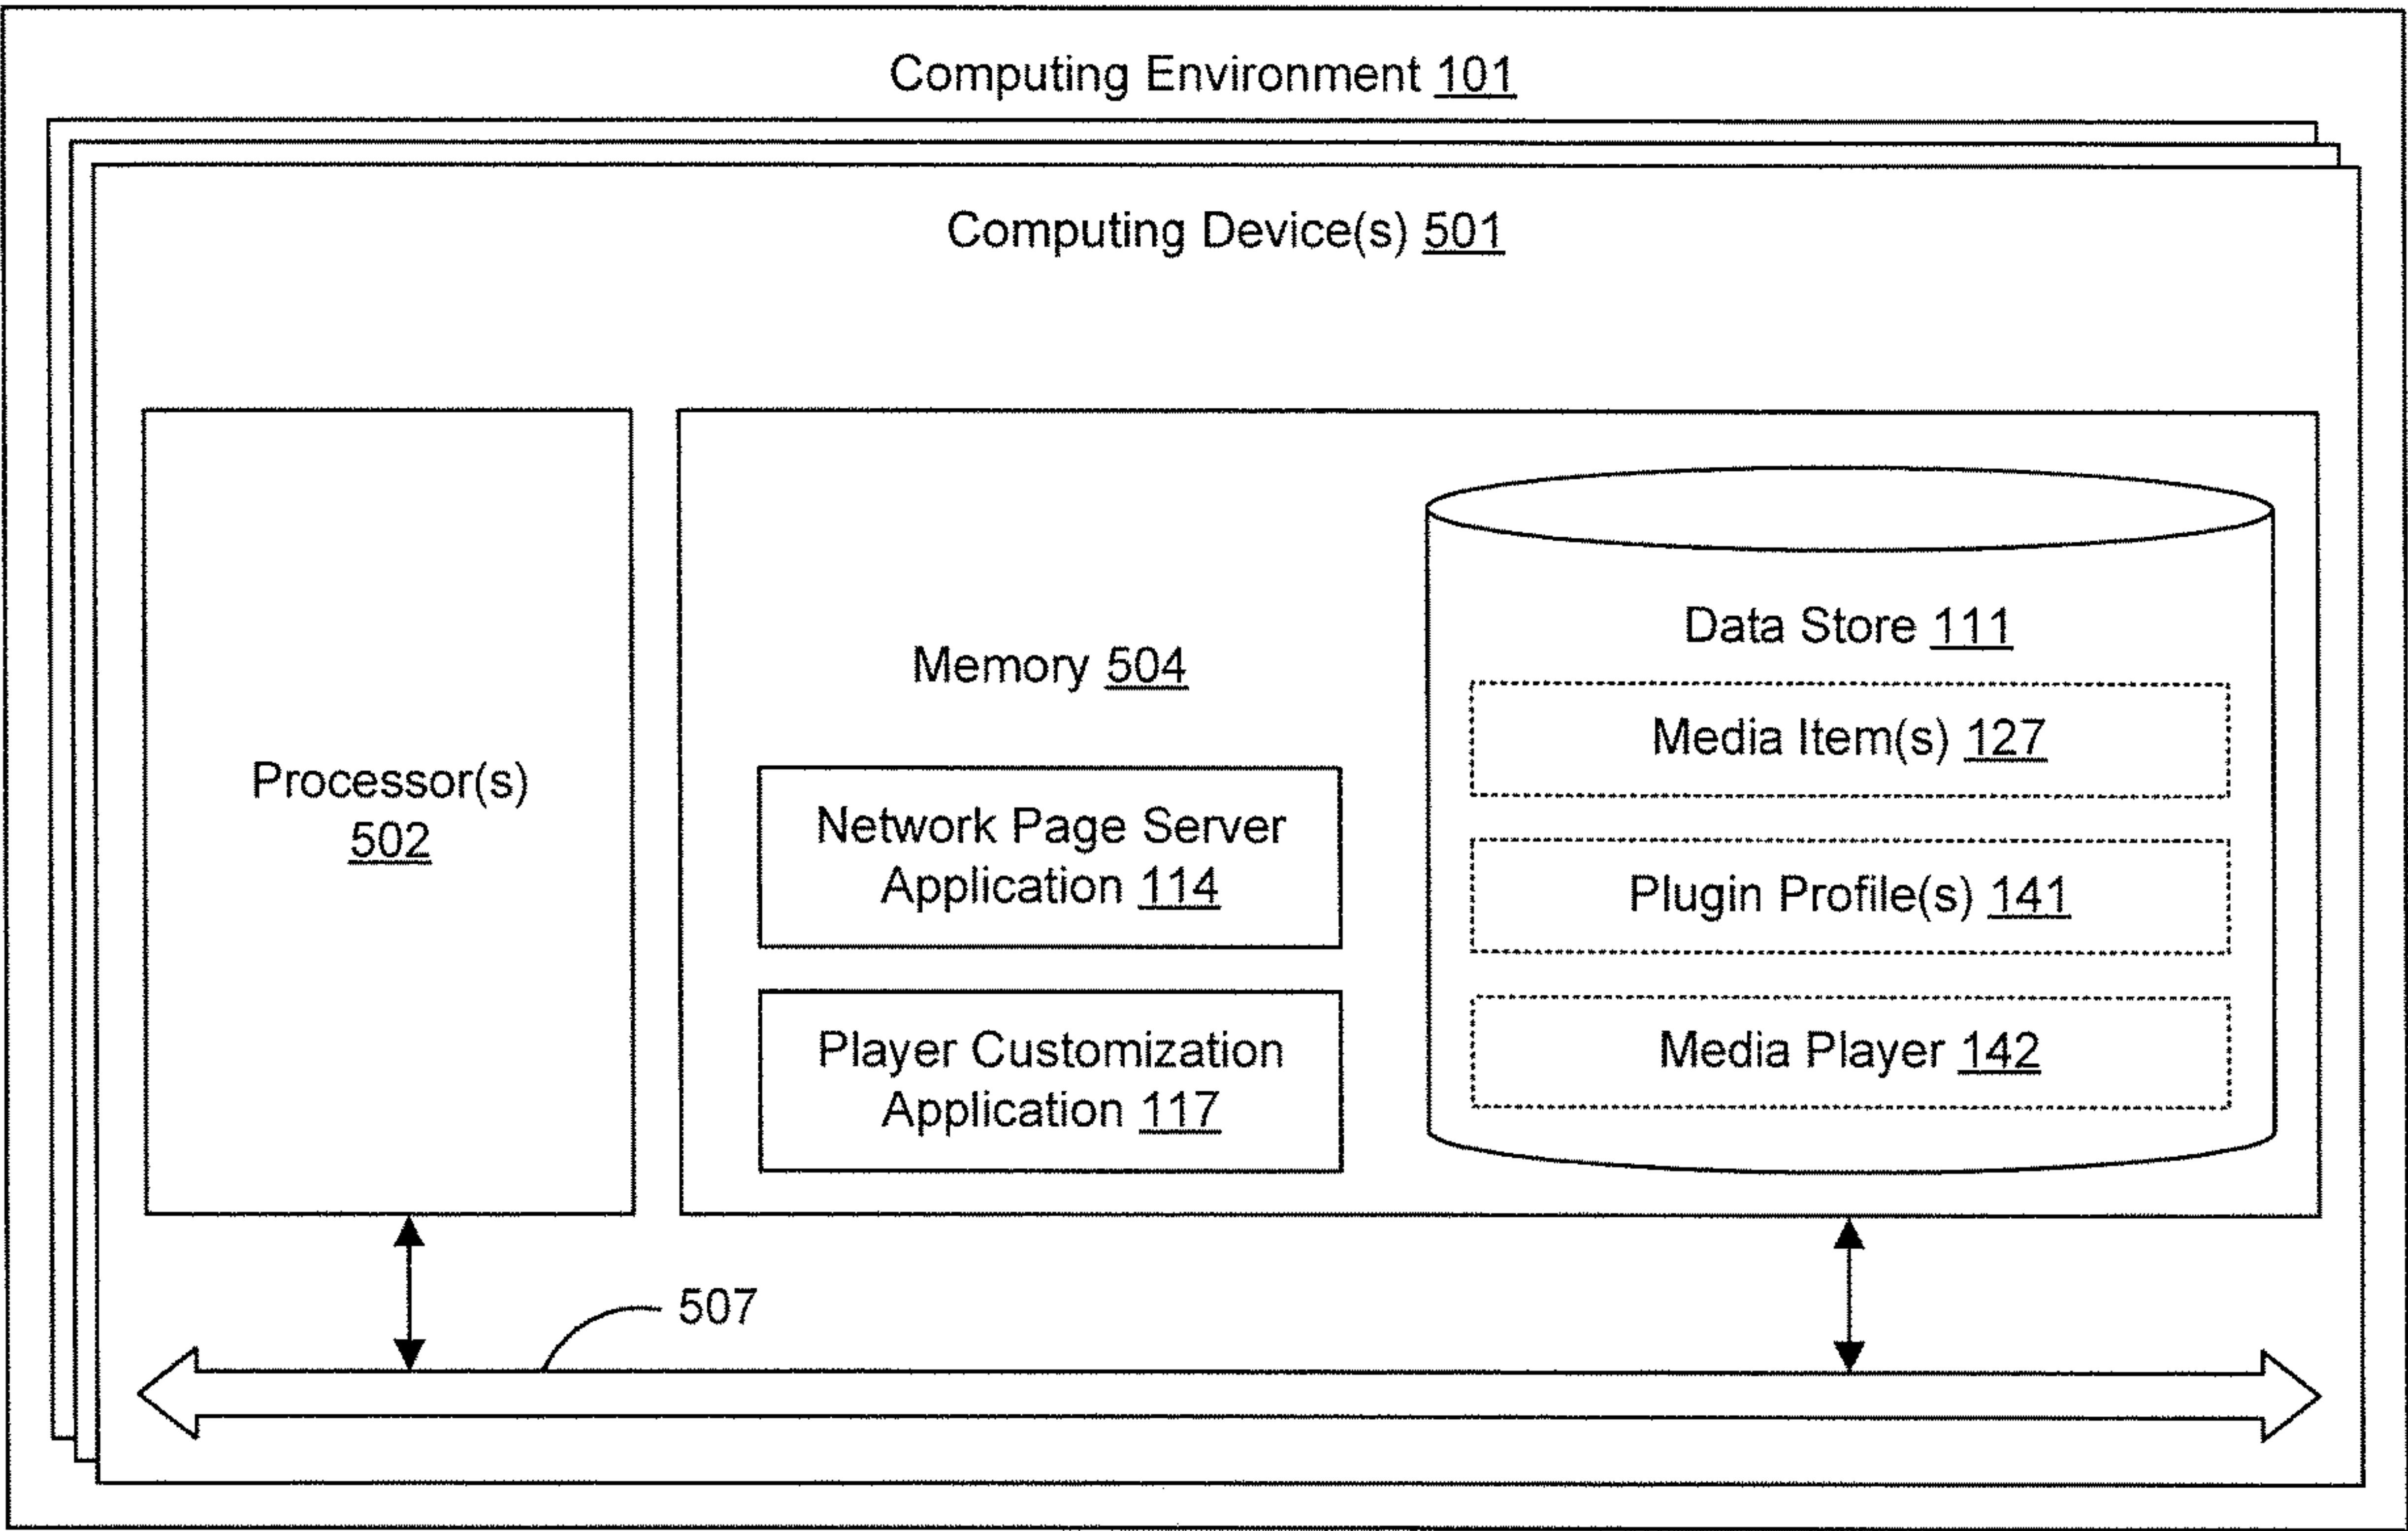 Computing Environment 101
Computing Device(s) 501
Processor(s)
502
Memory 504
Network Page Server
Application 114
Player Customization
Application 117
Data Store 111
Media Item(s) 127
Plugin Profile(s) 141
Media Player 142
507